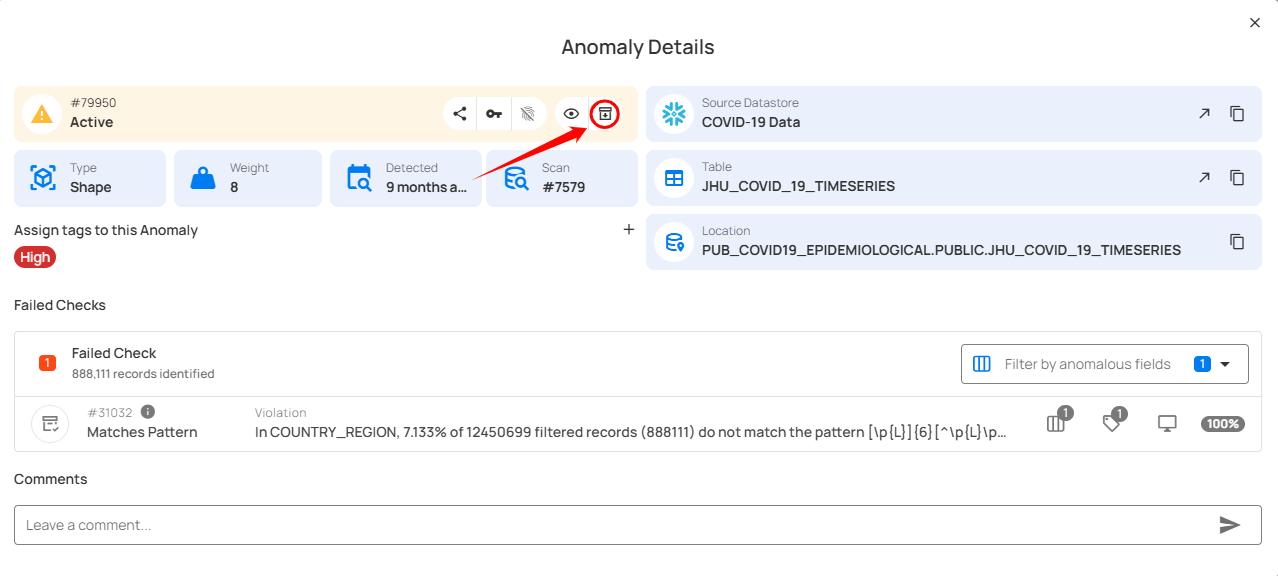 Anomaly Details
#79950
Active
Type
Shape
Weight
8
Detected
9 months a...
Scan
#7579
Assign tags to this Anomaly
High
Source Datastore
COVID-19 Data
Table
JHU_COVID_19_TIMESERIES
Location
PUB_COVID19_EPIDEMIOLOGICAL.PUBLIC.JHU_COVID_19_TIMESERIES
Failed Checks
1
Failed Check
888,111 records identified
Filter by anomalous fields
1
#31032
Matches Pattern
Violation
In COUNTRY_REGION, 7.133% of 12450699 filtered records (888111) do not match the pattern [\p{L}]{6}[^\p{L}\p...
1
1
100%
Comments
Leave a comment...